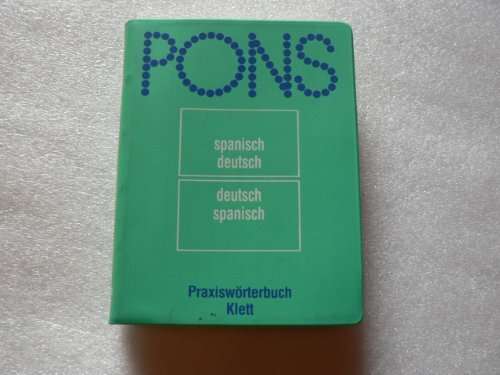 PONS
spanisch
deutsch
deutsch
spanisch
Praxiswörterbuch
Klett